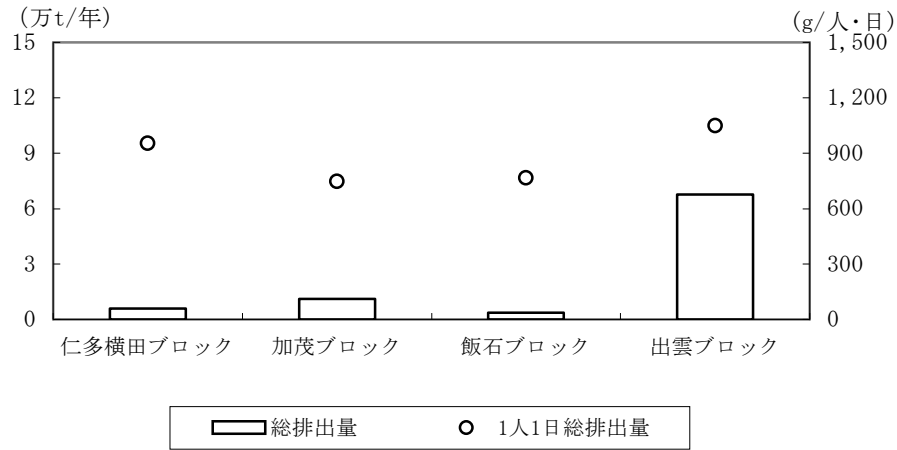 (万t/年)
(g/人・日)
15
1,500
12
1,200
9
900
6
600
3
300
0
0
仁多横田ブロック
加茂ブロック
飯石ブロック
出雲ブロック
総排出量
1人1日総排出量